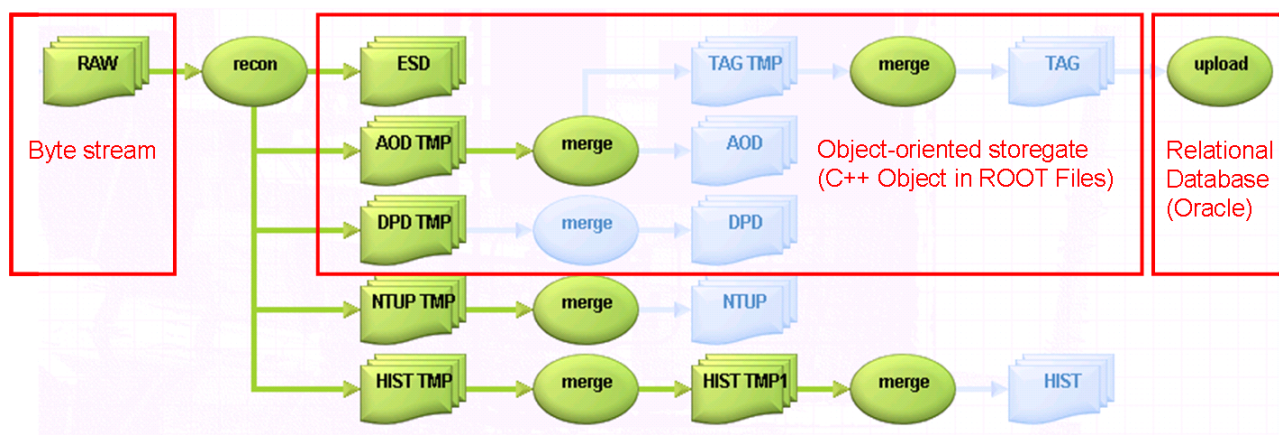 RAW
recon
ESD
TAG TMP
merge
TAG
upload
Byte stream
AOD TMP
merge
AOD
Object-oriented storegate
(C++ Object in ROOT Files)
Relational
Database
(Oracle)
DPD TMP
merge
DPD
NTUP TMP
merge
NTUP
HIST TMP
merge
HIST TMP1
merge
HIST